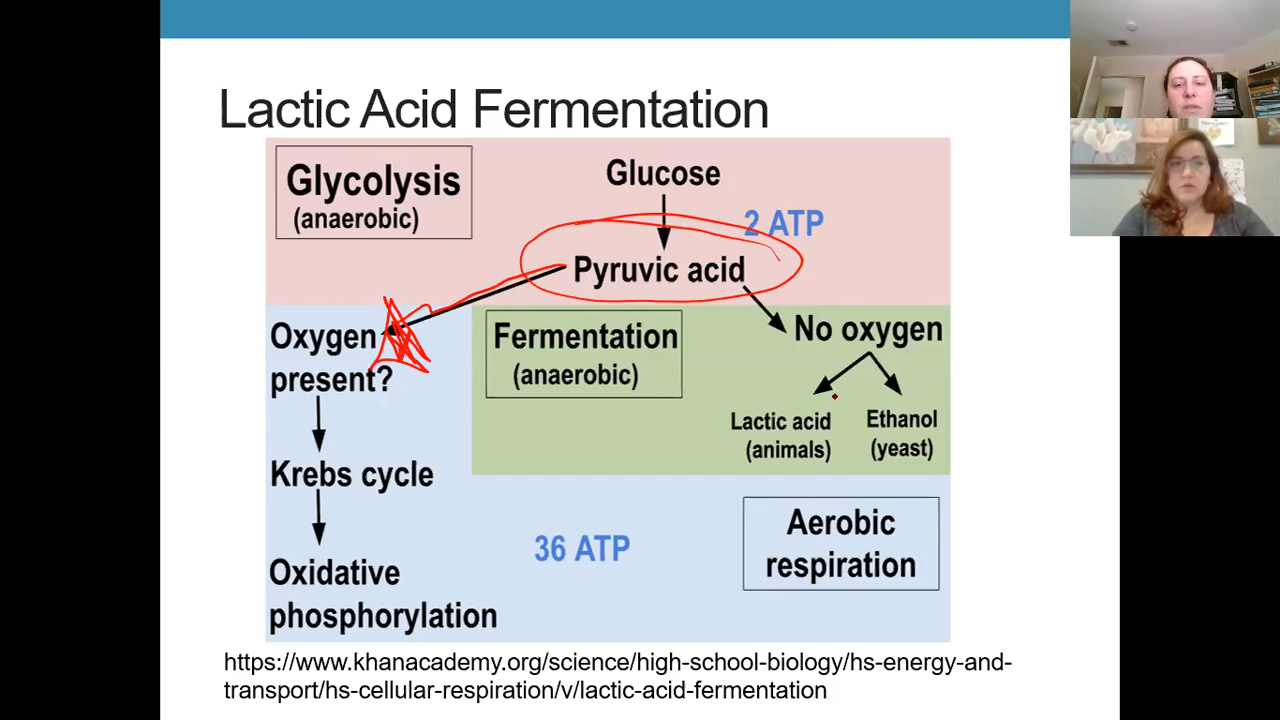 Lactic Acid Fermentation
Glycolysis
(anaerobic)
Glucose
2 ATP
Pyruvic acid
Oxygen
present?
Fermentation
(anaerobic)
No oxygen
Lactic acid
(animals)
Ethanol
(yeast)
Krebs cycle
36 ATP
Aerobic
respiration
Oxidative
phosphorylation
https://www.khanacademy.org/science/high-school-biology/hs-energy-and-
transport/hs-cellular-respiration/v/lactic-acid-fermentation